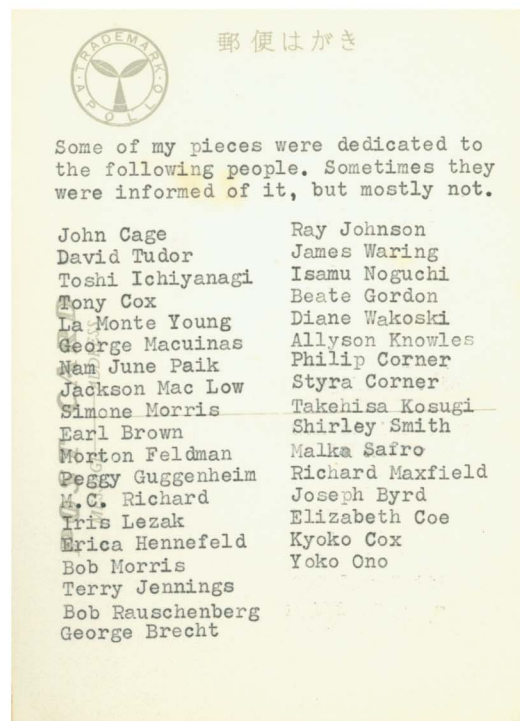 TRADEMARK
APOLLO
郵便はがき
Some of my pieces were dedicated to
the following people. Sometimes they
were informed of it, but mostly not.
John Cage
David Tudor
Toshi Ichiyanagi
Tony Cox
La Monte Young
George Macuinas
Nam June Paik
Jackson Mac Low
Simone Morris
Earl Brown
Morton Feldman
Peggy Guggenheim
M.C. Richard
Iris Lezak
Erica Hennefeld
Bob Morris
Terry Jennings
Bob Rauschenberg
George Brecht
Ray Johnson
James Waring
Isamu Noguchi
Beate Gordon
Diane Wakoski
Allyson Knowles
Philip Corner
Styra Corner
Takehisa Kosugi
Shirley Smith
Malka Safro
Richard Maxfield
Joseph Byrd
Elizabeth Coe
Kyoko Cox
Yoko Ono
POST CARD
ADDRESS